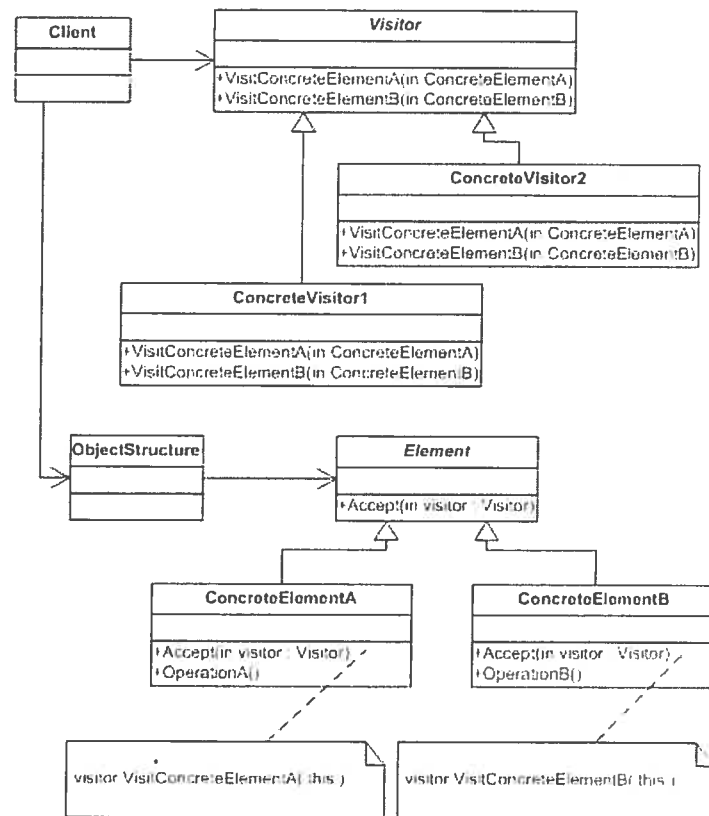 Client
Visitor
+VisitConcreteElementA(in ConcreteElementA)
+VisitConcreteElementB(in ConcreteElementB)
ConcreteVisitor2
+VisitConcreteElementA(in ConcreteElementA)
+VisitConcreteElementB(in ConcreteElementB)
ConcreteVisitor1
+VisitConcreteElementA(in ConcreteElementA)
+VisitConcreteElementB(in ConcreteElementB)
ObjectStructure
Element
+Accept(in visitor : Visitor)
ConcreteElementA
+Accept(in visitor : Visitor)
+OperationA()
ConcreteElementB
+Accept(in visitor : Visitor)
+OperationB()
visitor VisitConcreteElementA( this )
visitor VisitConcreteElementB( this )